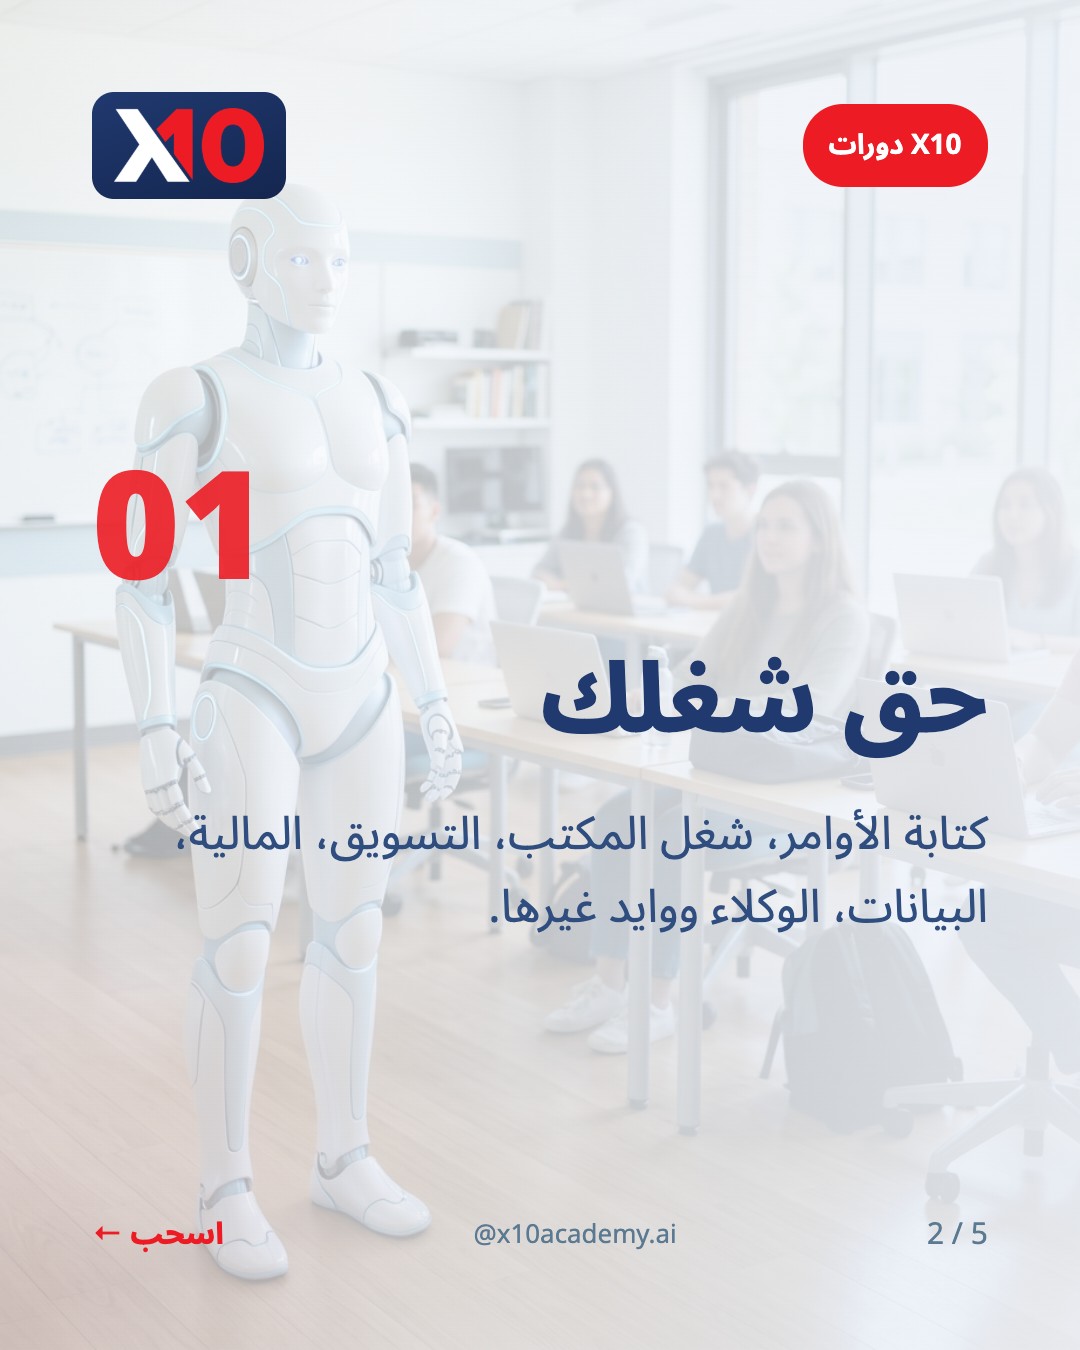 X10
X10 دورات
01
حق شغلك
كتابة الأوامر، شغل المكتب، التسويق، المالية،
البيانات، الوكلاء ووايد غيرها.
اسحب ←
@x10academy.ai
2 / 5